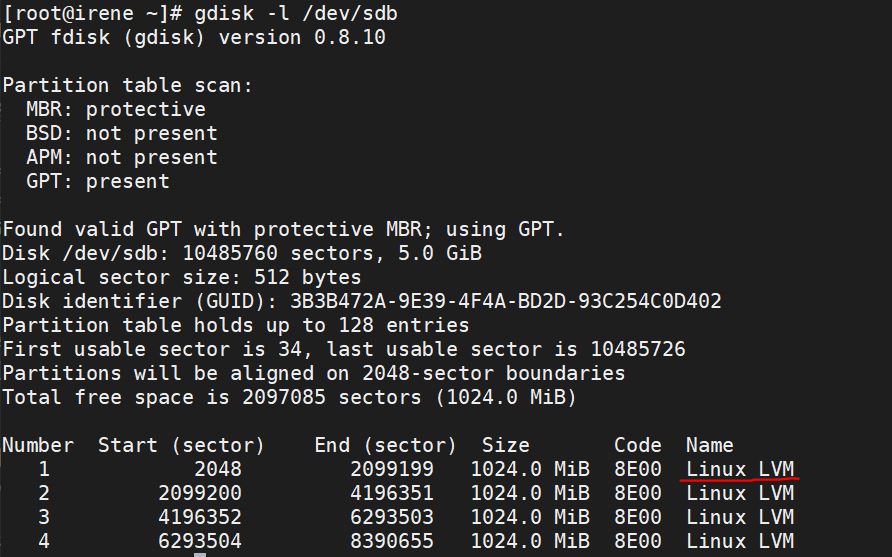 [root@irene ~]# gdisk -l /dev/sdb
GPT fdisk (gdisk) version 0.8.10

Partition table scan:
  MBR: protective
  BSD: not present
  APM: not present
  GPT: present

Found valid GPT with protective MBR; using GPT.
Disk /dev/sdb: 10485760 sectors, 5.0 GiB
Logical sector size: 512 bytes
Disk identifier (GUID): 3B3B472A-9E39-4F4A-BD2D-93C254C0D402
Partition table holds up to 128 entries
First usable sector is 34, last usable sector is 10485726
Partitions will be aligned on 2048-sector boundaries
Total free space is 2097085 sectors (1024.0 MiB)

Number  Start (sector)    End (sector)  Size       Code  Name
   1            2048         2099199   1024.0 MiB  8E00  Linux LVM
   2         2099200         4196351   1024.0 MiB  8E00  Linux LVM
   3         4196352         6293503   1024.0 MiB  8E00  Linux LVM
   4         6293504         8390655   1024.0 MiB  8E00  Linux LVM